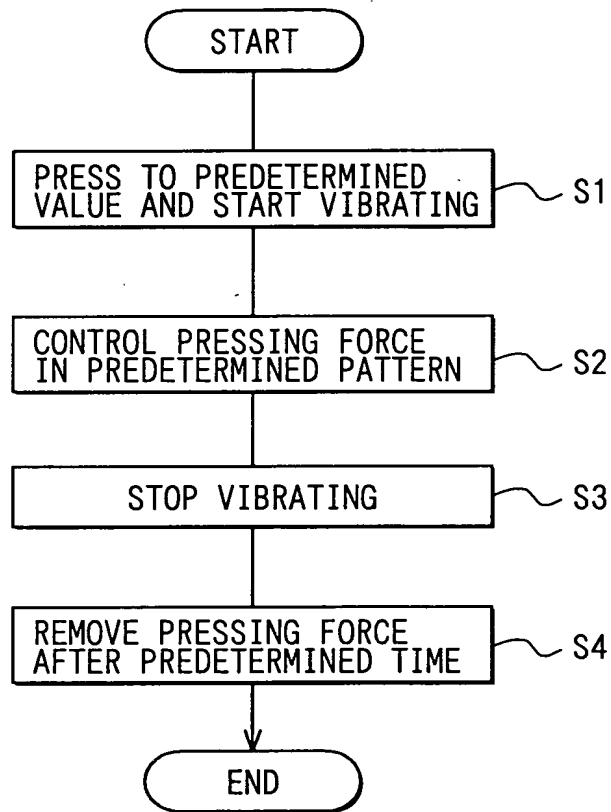 START
PRESS TO PREDETERMINED
VALUE AND START VIBRATING
S1
CONTROL PRESSING FORCE
IN PREDETERMINED PATTERN
S2
STOP VIBRATING
S3
REMOVE PRESSING FORCE
AFTER PREDETERMINED TIME
S4
END